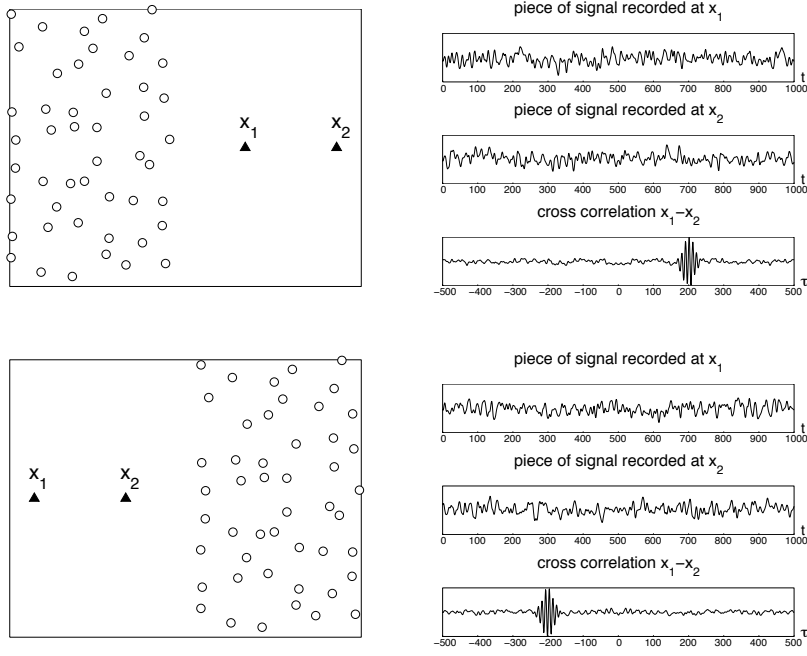 piece of signal recorded at x₁
t
0 100 200 300 400 500 600 700 800 900 1000
x₁ x₂
piece of signal recorded at x₂
t
0 100 200 300 400 500 600 700 800 900 1000
cross correlation x₁−x₂
τ
−500 −400 −300 −200 −100 0 100 200 300 400 500
piece of signal recorded at x₁
t
0 100 200 300 400 500 600 700 800 900 1000
x₁ x₂
piece of signal recorded at x₂
t
0 100 200 300 400 500 600 700 800 900 1000
cross correlation x₁−x₂
τ
−500 −400 −300 −200 −100 0 100 200 300 400 500